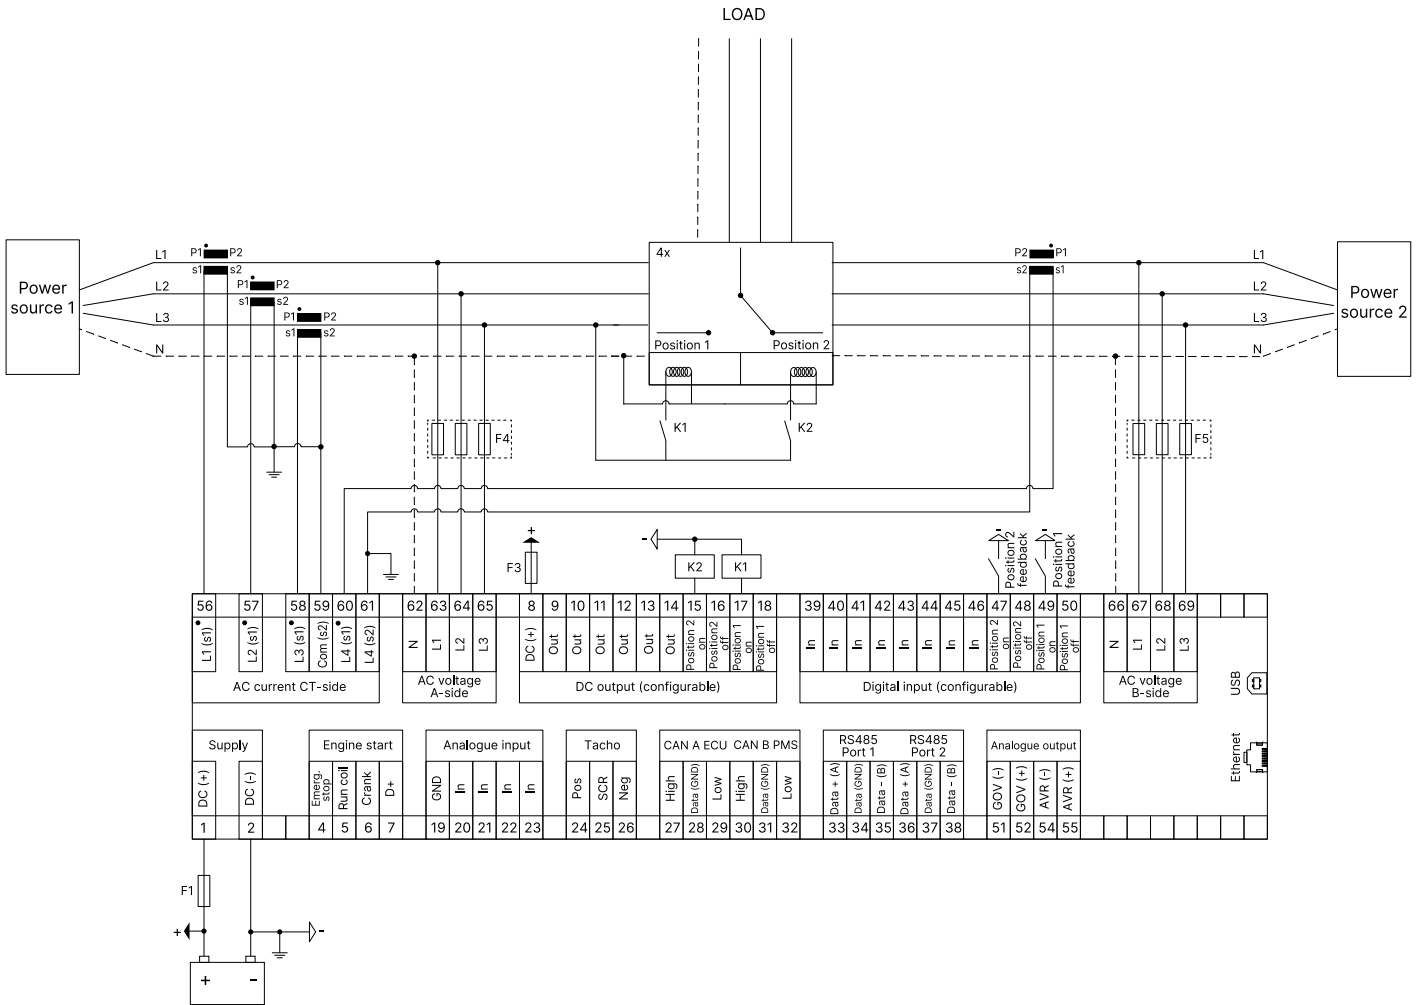 LOAD
P1 P2
s1 s2
P1 P2
s1 s2
P1 P2
s1 s2
L1
L2
L3
N
Power
source 1
4x
Position 1
Position 2
P2 P1
s2 s1
L1
L2
L3
N
Power
source 2
K1
K2
F4
F5
+
F3
-
K2
K1
-
Position 2
feedback
-
Position 1
feedback
56 57 58 59 60 61 62 63 64 65 8 9 10 11 12 13 14 15 16 17 18 39 40 41 42 43 44 45 46 47 48 49 50 66 67 68 69
L1 (s1)
L2 (s1)
L3 (s1)
Com (s2)
L4 (s1)
L4 (s2)
N
L1
L2
L3
DC (+)
Out
Out
Out
Out
Out
Out
Position 2
on
Position2
off
Position 1
on
Position 1
off
In
In
In
In
In
In
In
In
Position 2
on
Position2
off
Position 1
on
Position 1
off
N
L1
L2
L3
AC current CT-side
AC voltage
A-side
DC output (configurable)
Digital input (configurable)
AC voltage
B-side
USB
Ethernet
Supply
Engine start
Analogue input
Tacho
CAN A ECU
CAN B PMS
RS485
Port 1
RS485
Port 2
Analogue output
DC (+)
DC (-)
Emerg.
stop
Run coil
Crank
D+
GND
In
In
In
In
Pos
SCR
Neg
High
Data (GND)
Low
High
Data (GND)
Low
Data + (A)
Data (GND)
Data - (B)
Data + (A)
Data (GND)
Data - (B)
GOV (-)
GOV (+)
AVR (-)
AVR (+)
1 2 4 5 6 7 19 20 21 22 23 24 25 26 27 28 29 30 31 32 33 34 35 36 37 38 51 52 54 55
F1
+
-
+ -